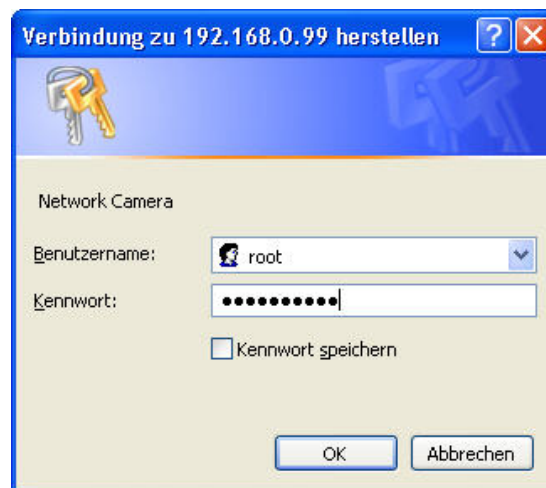 Verbindung zu 192.168.0.99 herstellen
Network Camera
Benutzername: root
Kennwort: ●●●●●●●●●●
Kennwort speichern
OK Abbrechen